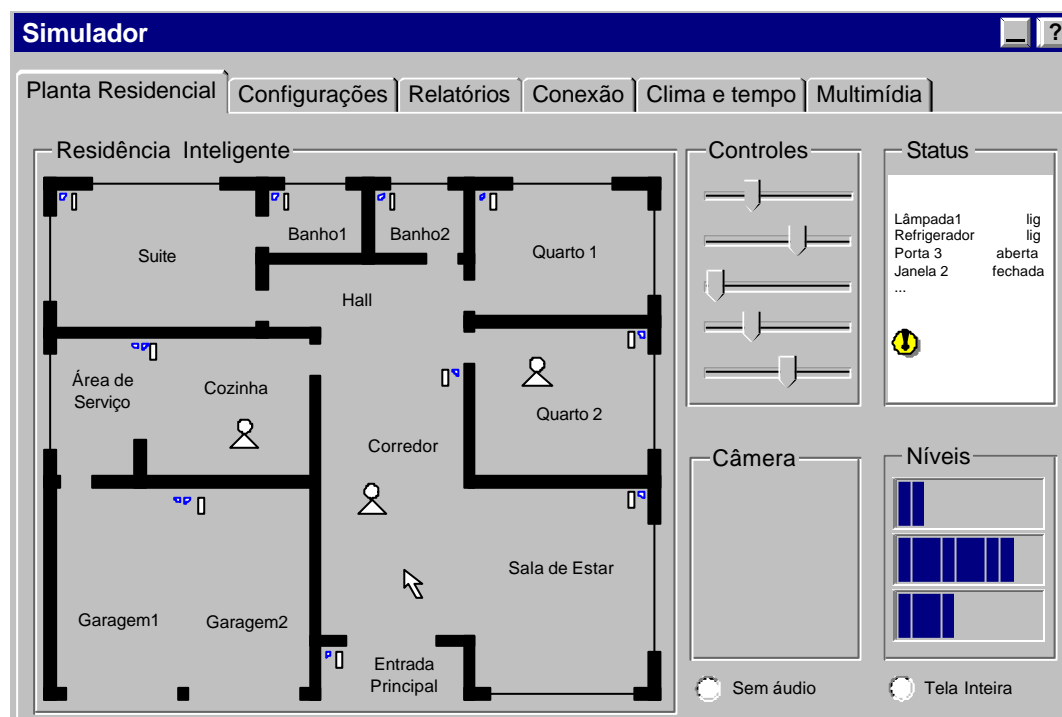 Simulador
?
Planta Residencial
Configurações
Relatórios
Conexão
Clima e tempo
Multimídia
Residência Inteligente
Suite
Banho1
Banho2
Quarto 1
Hall
Área de
Serviço
Cozinha
Quarto 2
Corredor
Sala de Estar
Garagem1
Garagem2
Entrada
Principal
Controles
Status
Lâmpada1 lig
Refrigerador lig
Porta 3 aberta
Janela 2 fechada
...
Câmera
Níveis
Sem áudio
Tela Inteira